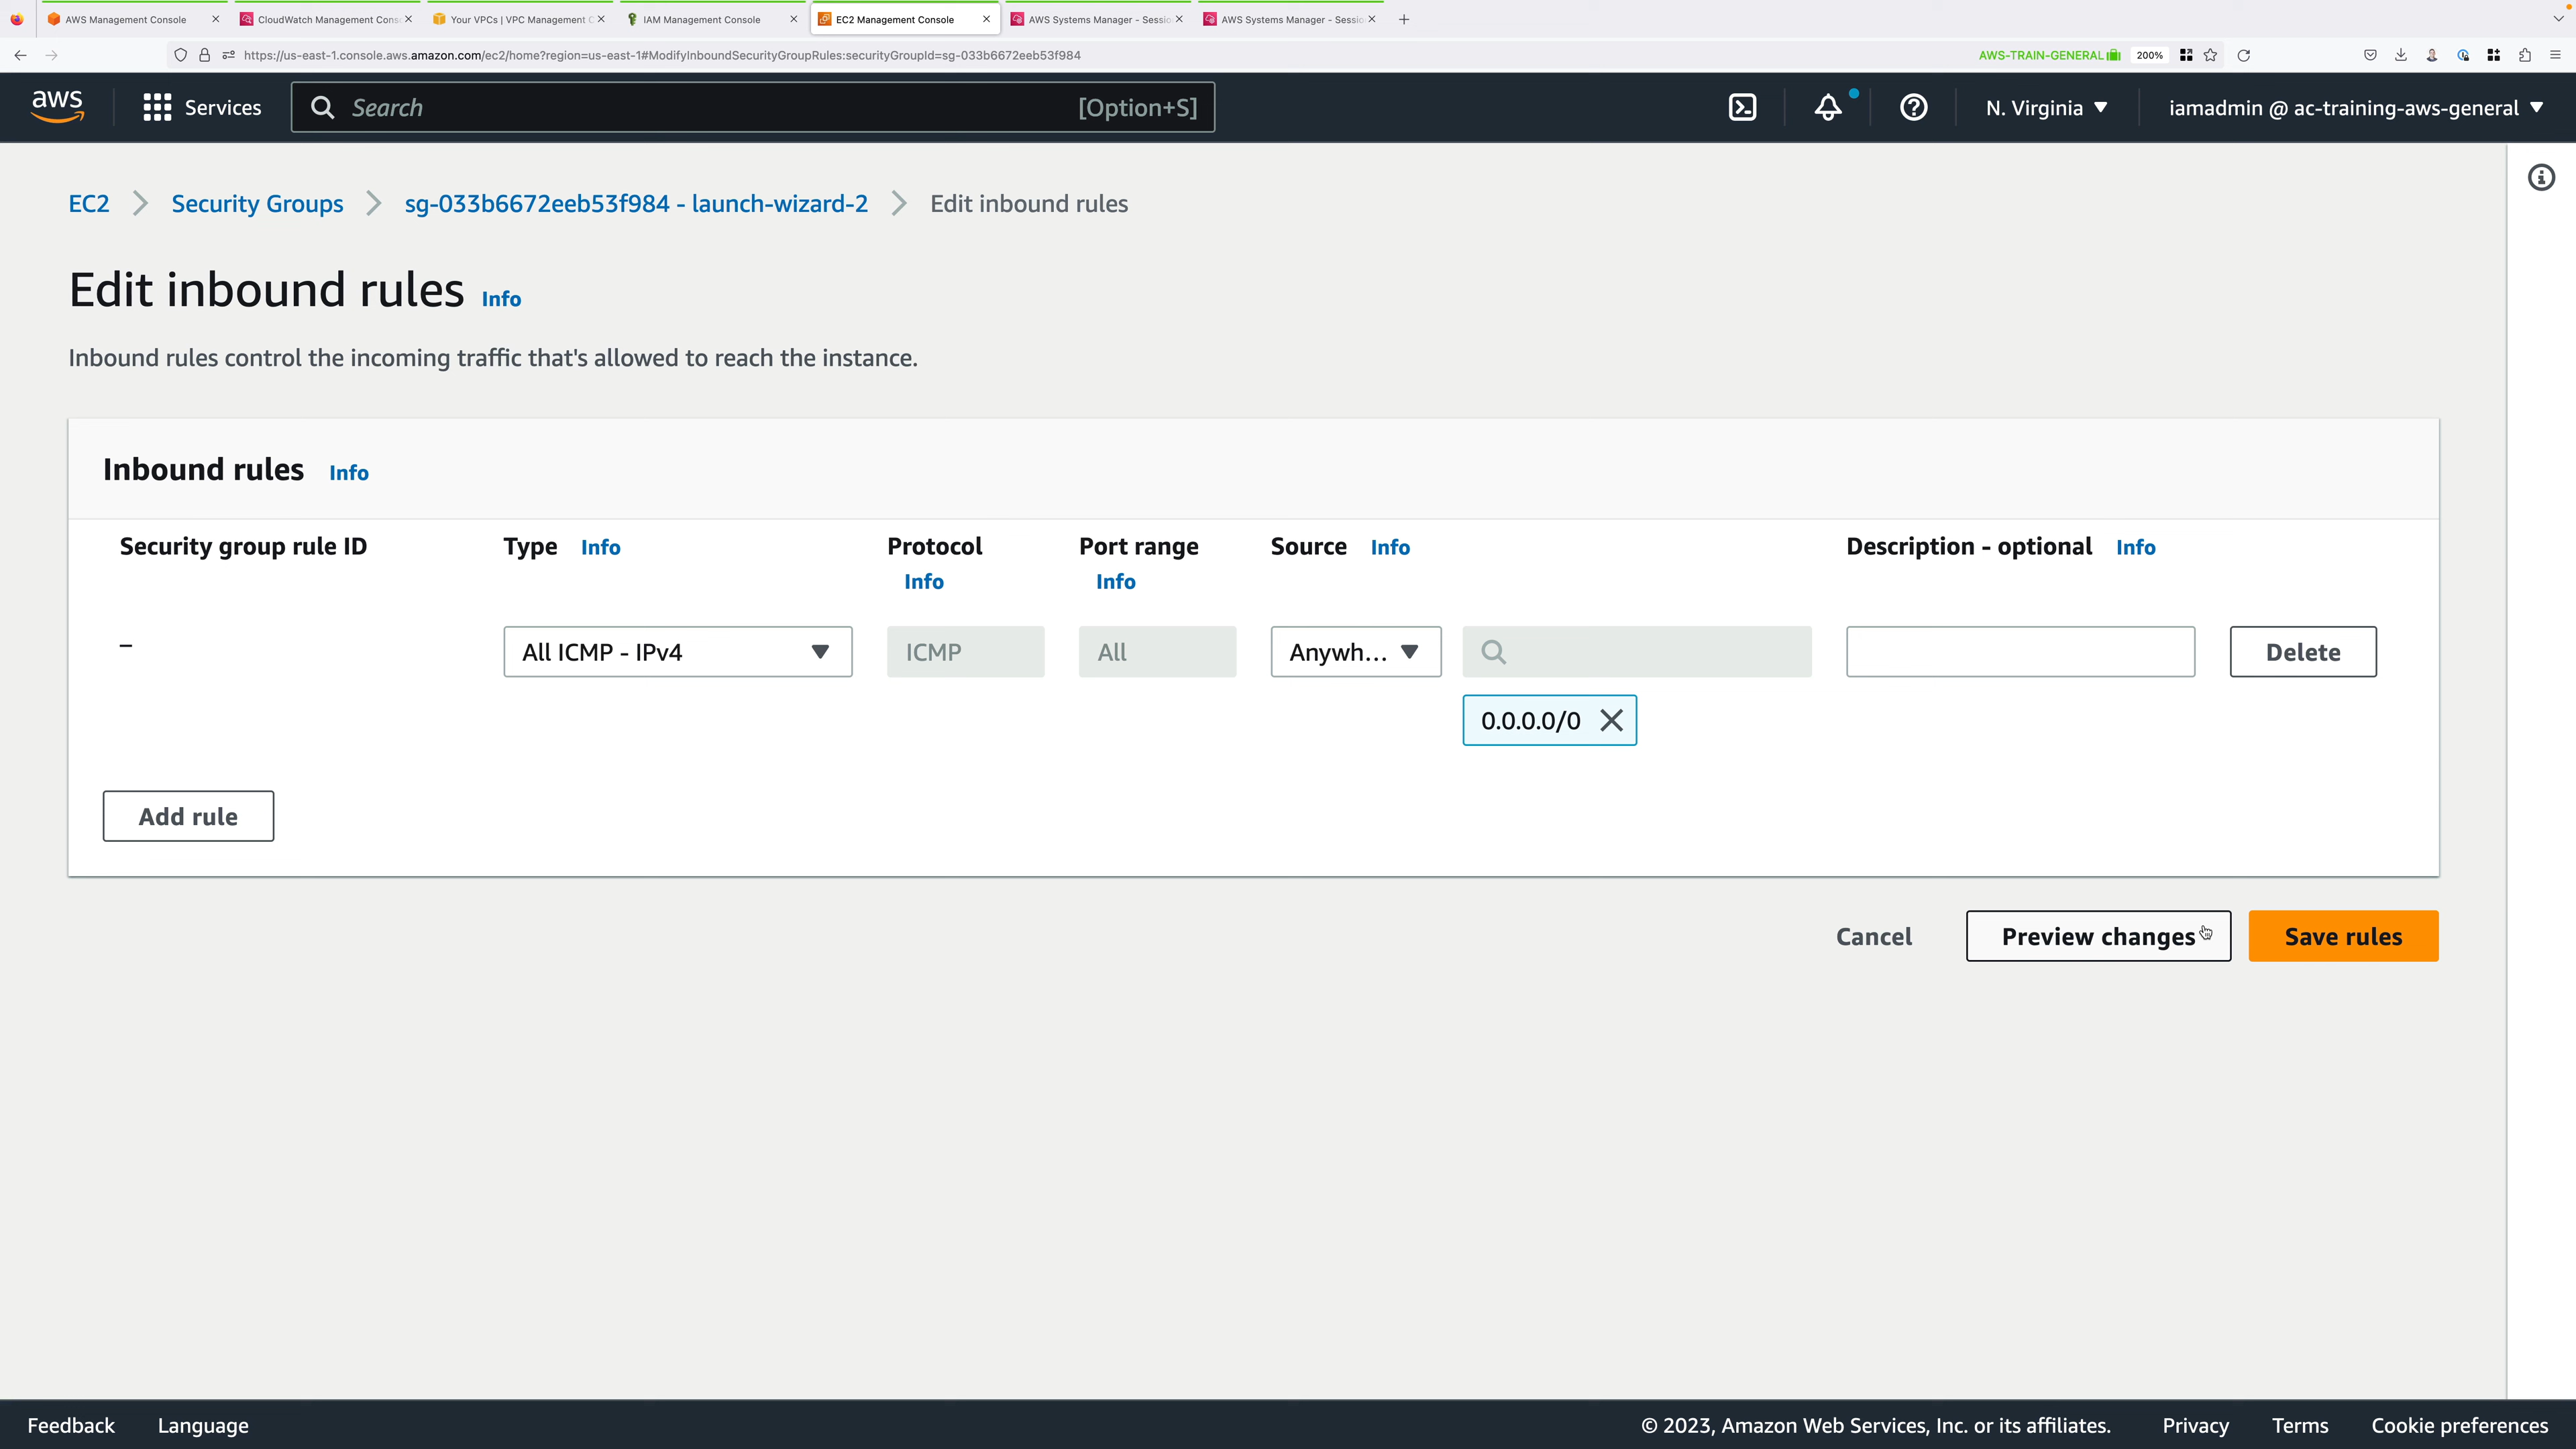 AWS Management Console
CloudWatch Management Conso
Your VPCs | VPC Management C
IAM Management Console
EC2 Management Console
AWS Systems Manager - Sessio
AWS Systems Manager - Sessio
https://us-east-1.console.aws.amazon.com/ec2/home?region=us-east-1#ModifyInboundSecurityGroupRules:securityGroupId=sg-033b6672eeb53f984
AWS-TRAIN-GENERAL
200%
aws
Services
Search
[Option+S]
N. Virginia
iamadmin @ ac-training-aws-general
EC2
Security Groups
sg-033b6672eeb53f984 - launch-wizard-2
Edit inbound rules
Edit inbound rules Info
Inbound rules control the incoming traffic that's allowed to reach the instance.
Inbound rules Info
Security group rule ID
Type Info
Protocol Info
Port range Info
Source Info
Description - optional Info
–
All ICMP - IPv4
ICMP
All
Anywh...
Delete
0.0.0.0/0
Add rule
Cancel
Preview changes
Save rules
Feedback
Language
© 2023, Amazon Web Services, Inc. or its affiliates.
Privacy
Terms
Cookie preferences